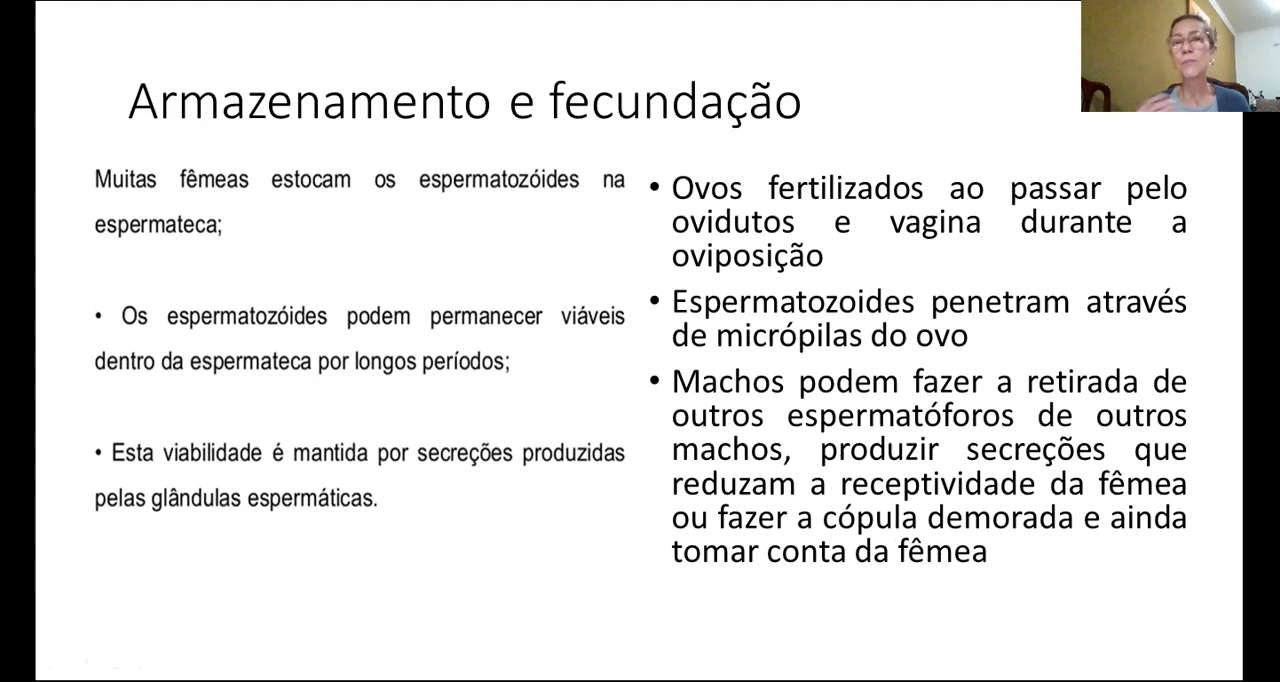 Armazenamento e fecundação
Muitas fêmeas estocam os espermatozóides na
espermateca;
• Os espermatozóides podem permanecer viáveis
dentro da espermateca por longos períodos;
• Esta viabilidade é mantida por secreções produzidas
pelas glândulas espermáticas.
• Ovos fertilizados ao passar pelo
ovidutos e vagina durante a
oviposição
• Espermatozoides penetram através
de micrópilas do ovo
• Machos podem fazer a retirada de
outros espermatóforos de outros
machos, produzir secreções que
reduzam a receptividade da fêmea
ou fazer a cópula demorada e ainda
tomar conta da fêmea